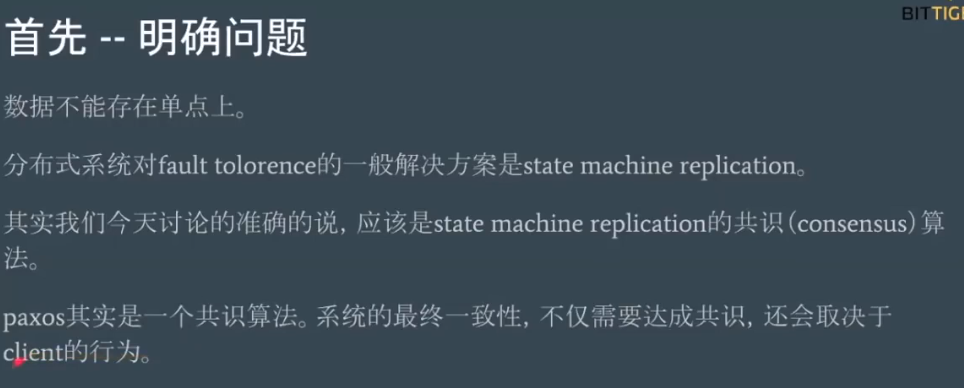 BITTIG
首先 -- 明确问题
数据不能存在单点上。
分布式系统对fault tolorence的一般解决方案是state machine replication。
其实我们今天讨论的准确的说，应该是state machine replication的共识（consensus）算
法。
paxos其实是一个共识算法。系统的最终一致性，不仅需要达成共识，还会取决于
client的行为。